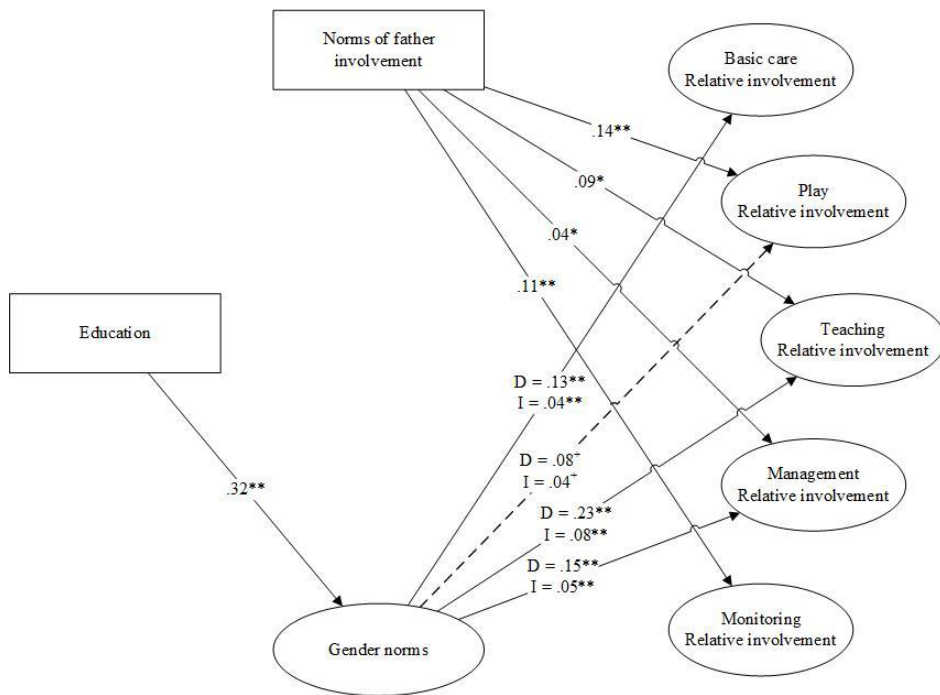 Norms of father
involvement
Basic care
Relative involvement
.14**
.09*
Play
Relative involvement
.04*
.11**
Education
Teaching
Relative involvement
D = .13**
I = .04**
D = .08⁺
I = .04⁺
Management
Relative involvement
.32**
D = .23**
I = .08**
D = .15**
I = .05**
Gender norms
Monitoring
Relative involvement